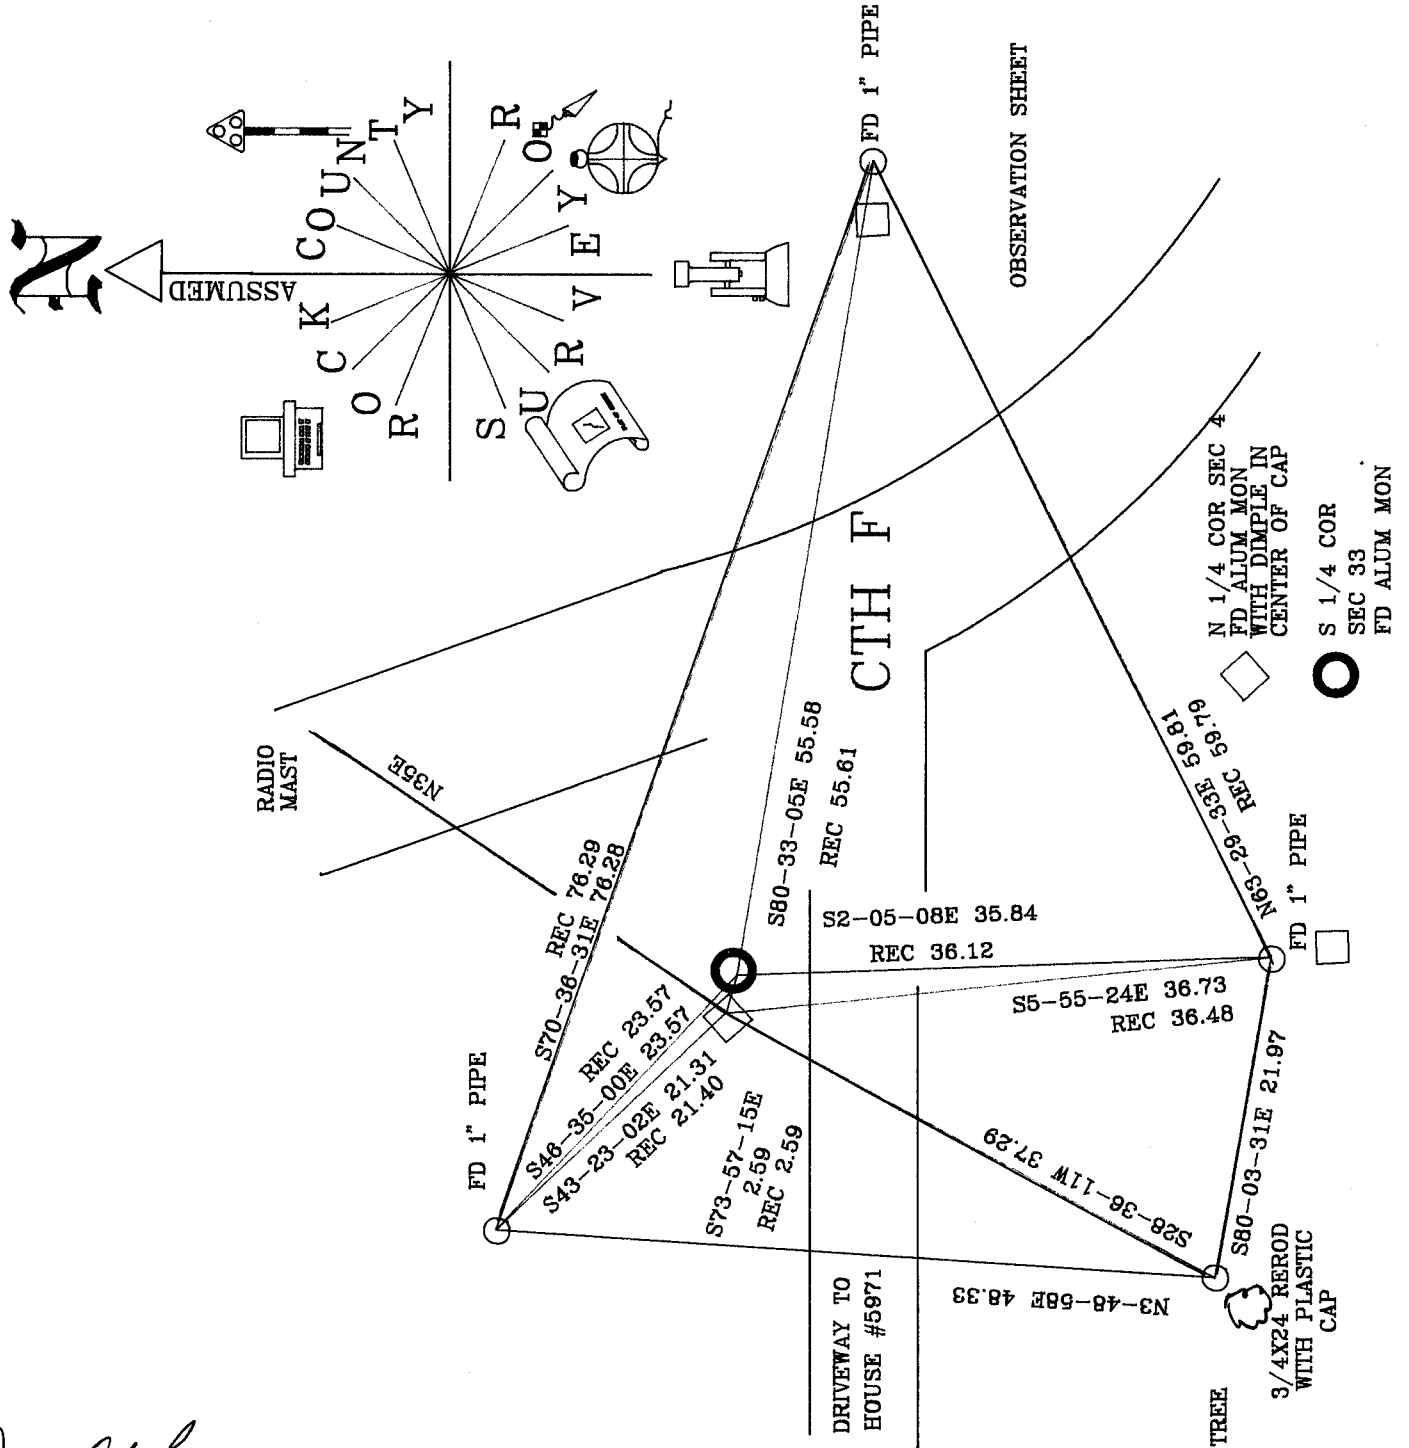 N
ASSUMED
ROCK COUNTY
SURVEYOR
FD 1" PIPE
OBSERVATION SHEET
RADIO
MAST
N35E
REC 76.29
S70-36-31E 76.28
CTH F
S80-33-05E 55.58
REC 55.61
FD 1" PIPE
REC 23.57
S46-35-00E 23.57
S43-23-02E 21.31
REC 21.40
S73-57-15E
2.59
REC 2.59
S2-05-08E 35.84
REC 36.12
S5-55-24E 36.73
REC 36.48
N63-29-33E 59.81
REC 59.79
FD 1" PIPE
S28-36-11W 37.29
S80-03-31E 21.97
N3-48-58E 48.33
DRIVEWAY TO
HOUSE #5971
TREE
3/4X24 REROD
WITH PLASTIC
CAP
N 1/4 COR SEC 4
FD ALUM MON
WITH DIMPLE IN
CENTER OF CAP
S 1/4 COR
SEC 33
FD ALUM MON